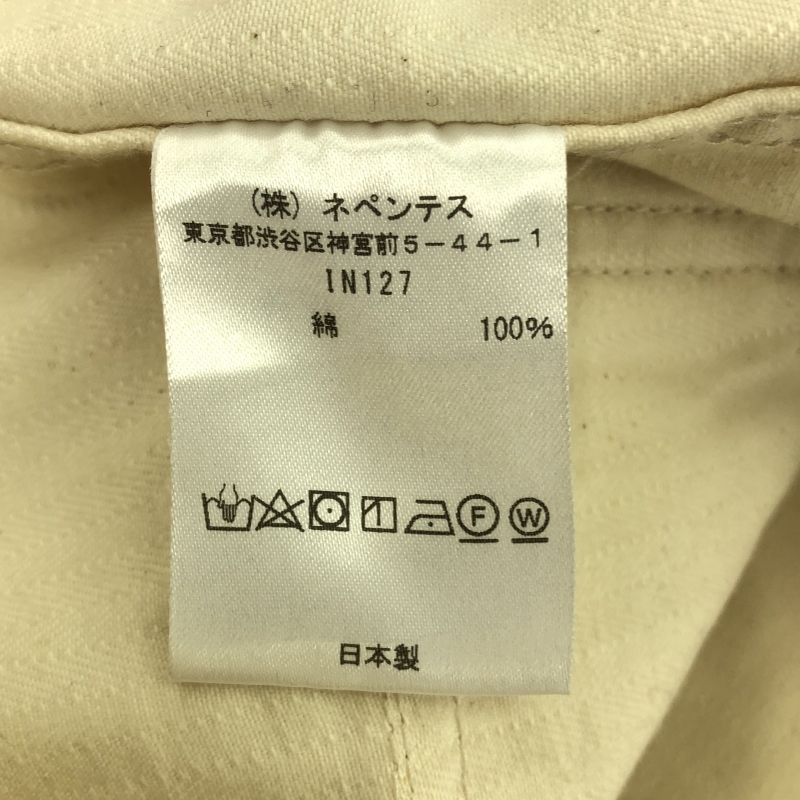 （株）ネペンテス
東京都渋谷区神宮前5－44－1
IN127
綿 100%
F W
日本製